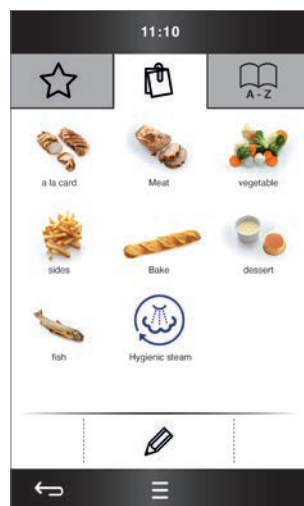 11:10
A - Z
a la card
Meat
vegetable
sides
Bake
dessert
fish
Hygienic steam